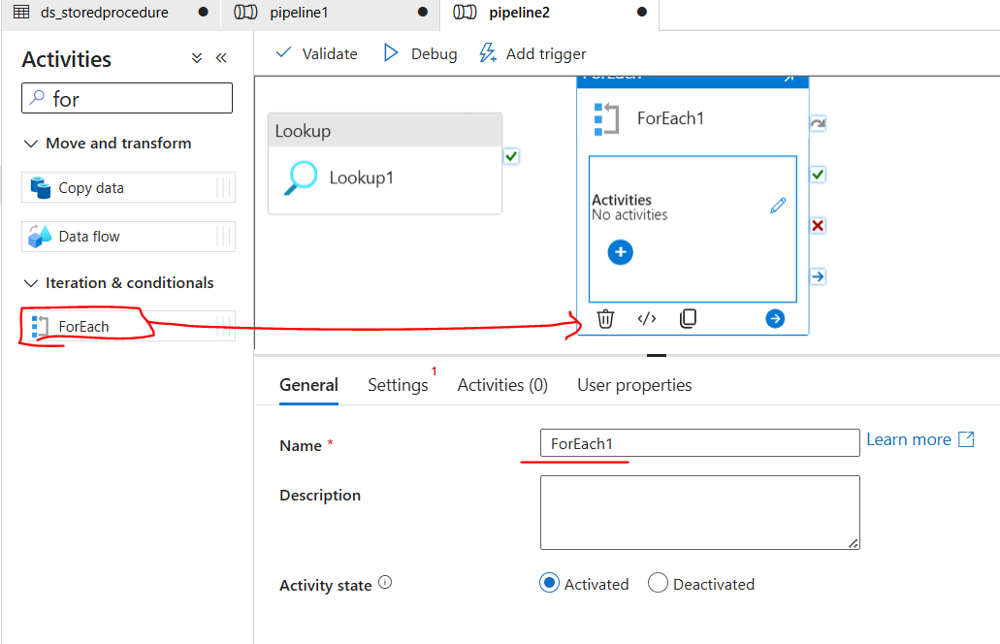 ds_storedprocedure
pipeline1
pipeline2
Activities
for
Move and transform
Copy data
Data flow
Iteration & conditionals
ForEach
Validate
Debug
Add trigger
Lookup
Lookup1
ForEach
ForEach1
Activities
No activities
General
Settings 1
Activities (0)
User properties
Name *
ForEach1
Learn more
Description
Activity state
Activated
Deactivated